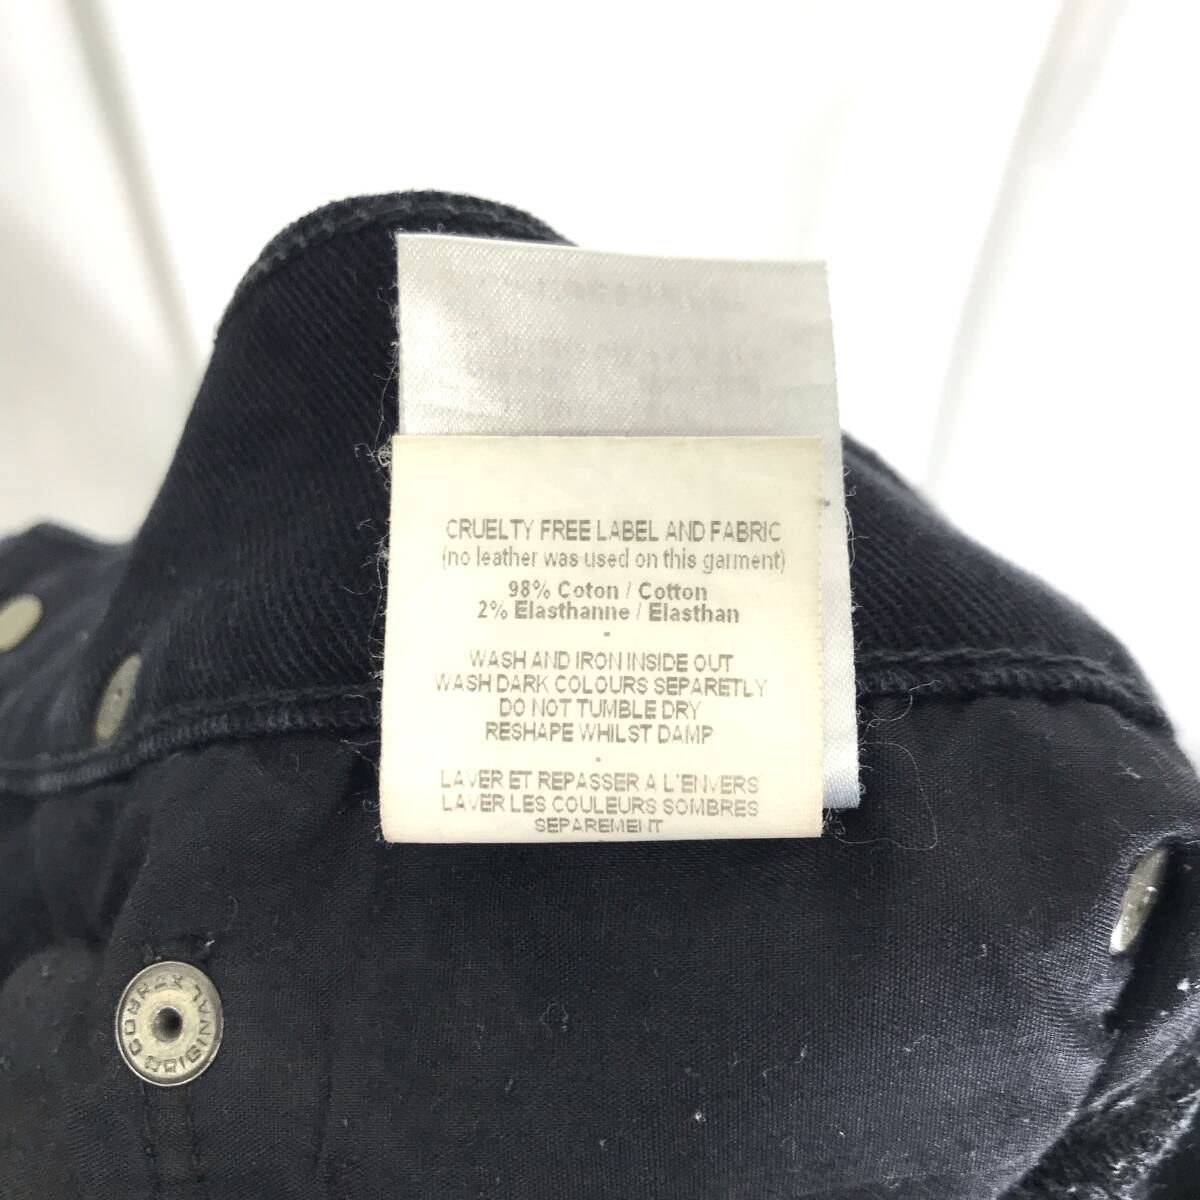 CRUELTY FREE LABEL AND FABRIC
(no leather was used on this garment)
98% Coton / Cotton
2% Elasthanne / Elasthan
-
WASH AND IRON INSIDE OUT
WASH DARK COLOURS SEPARETLY
DO NOT TUMBLE DRY
RESHAPE WHILST DAMP
-
LAVER ET REPASSER A L'ENVERS
LAVER LES COULEURS SOMBRES
SEPAREMENT
ORIGINAL